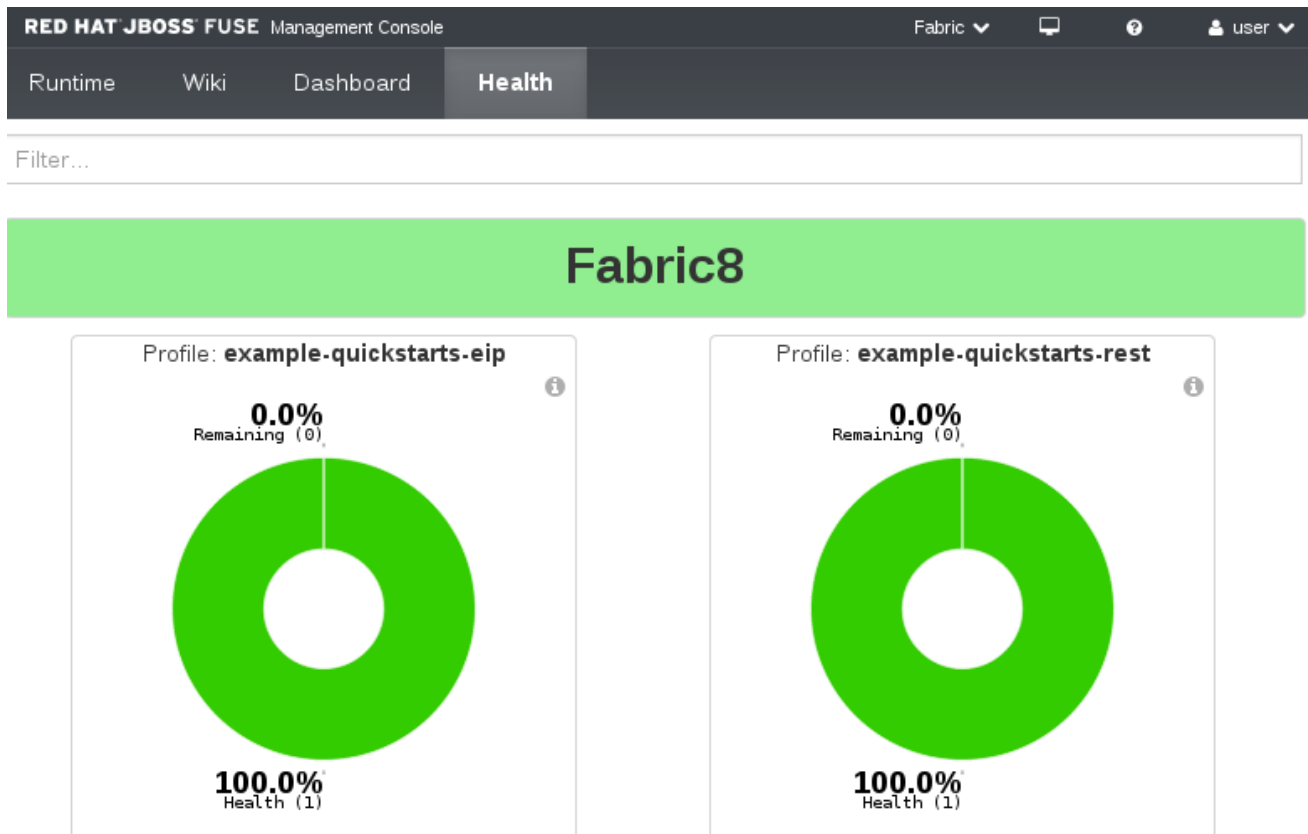 RED HAT JBOSS FUSE Management Console Fabric user
Runtime Wiki Dashboard Health
Filter...
Fabric8
Profile: example-quickstarts-eip
0.0%
Remaining (0)
100.0%
Health (1)
Profile: example-quickstarts-rest
0.0%
Remaining (0)
100.0%
Health (1)